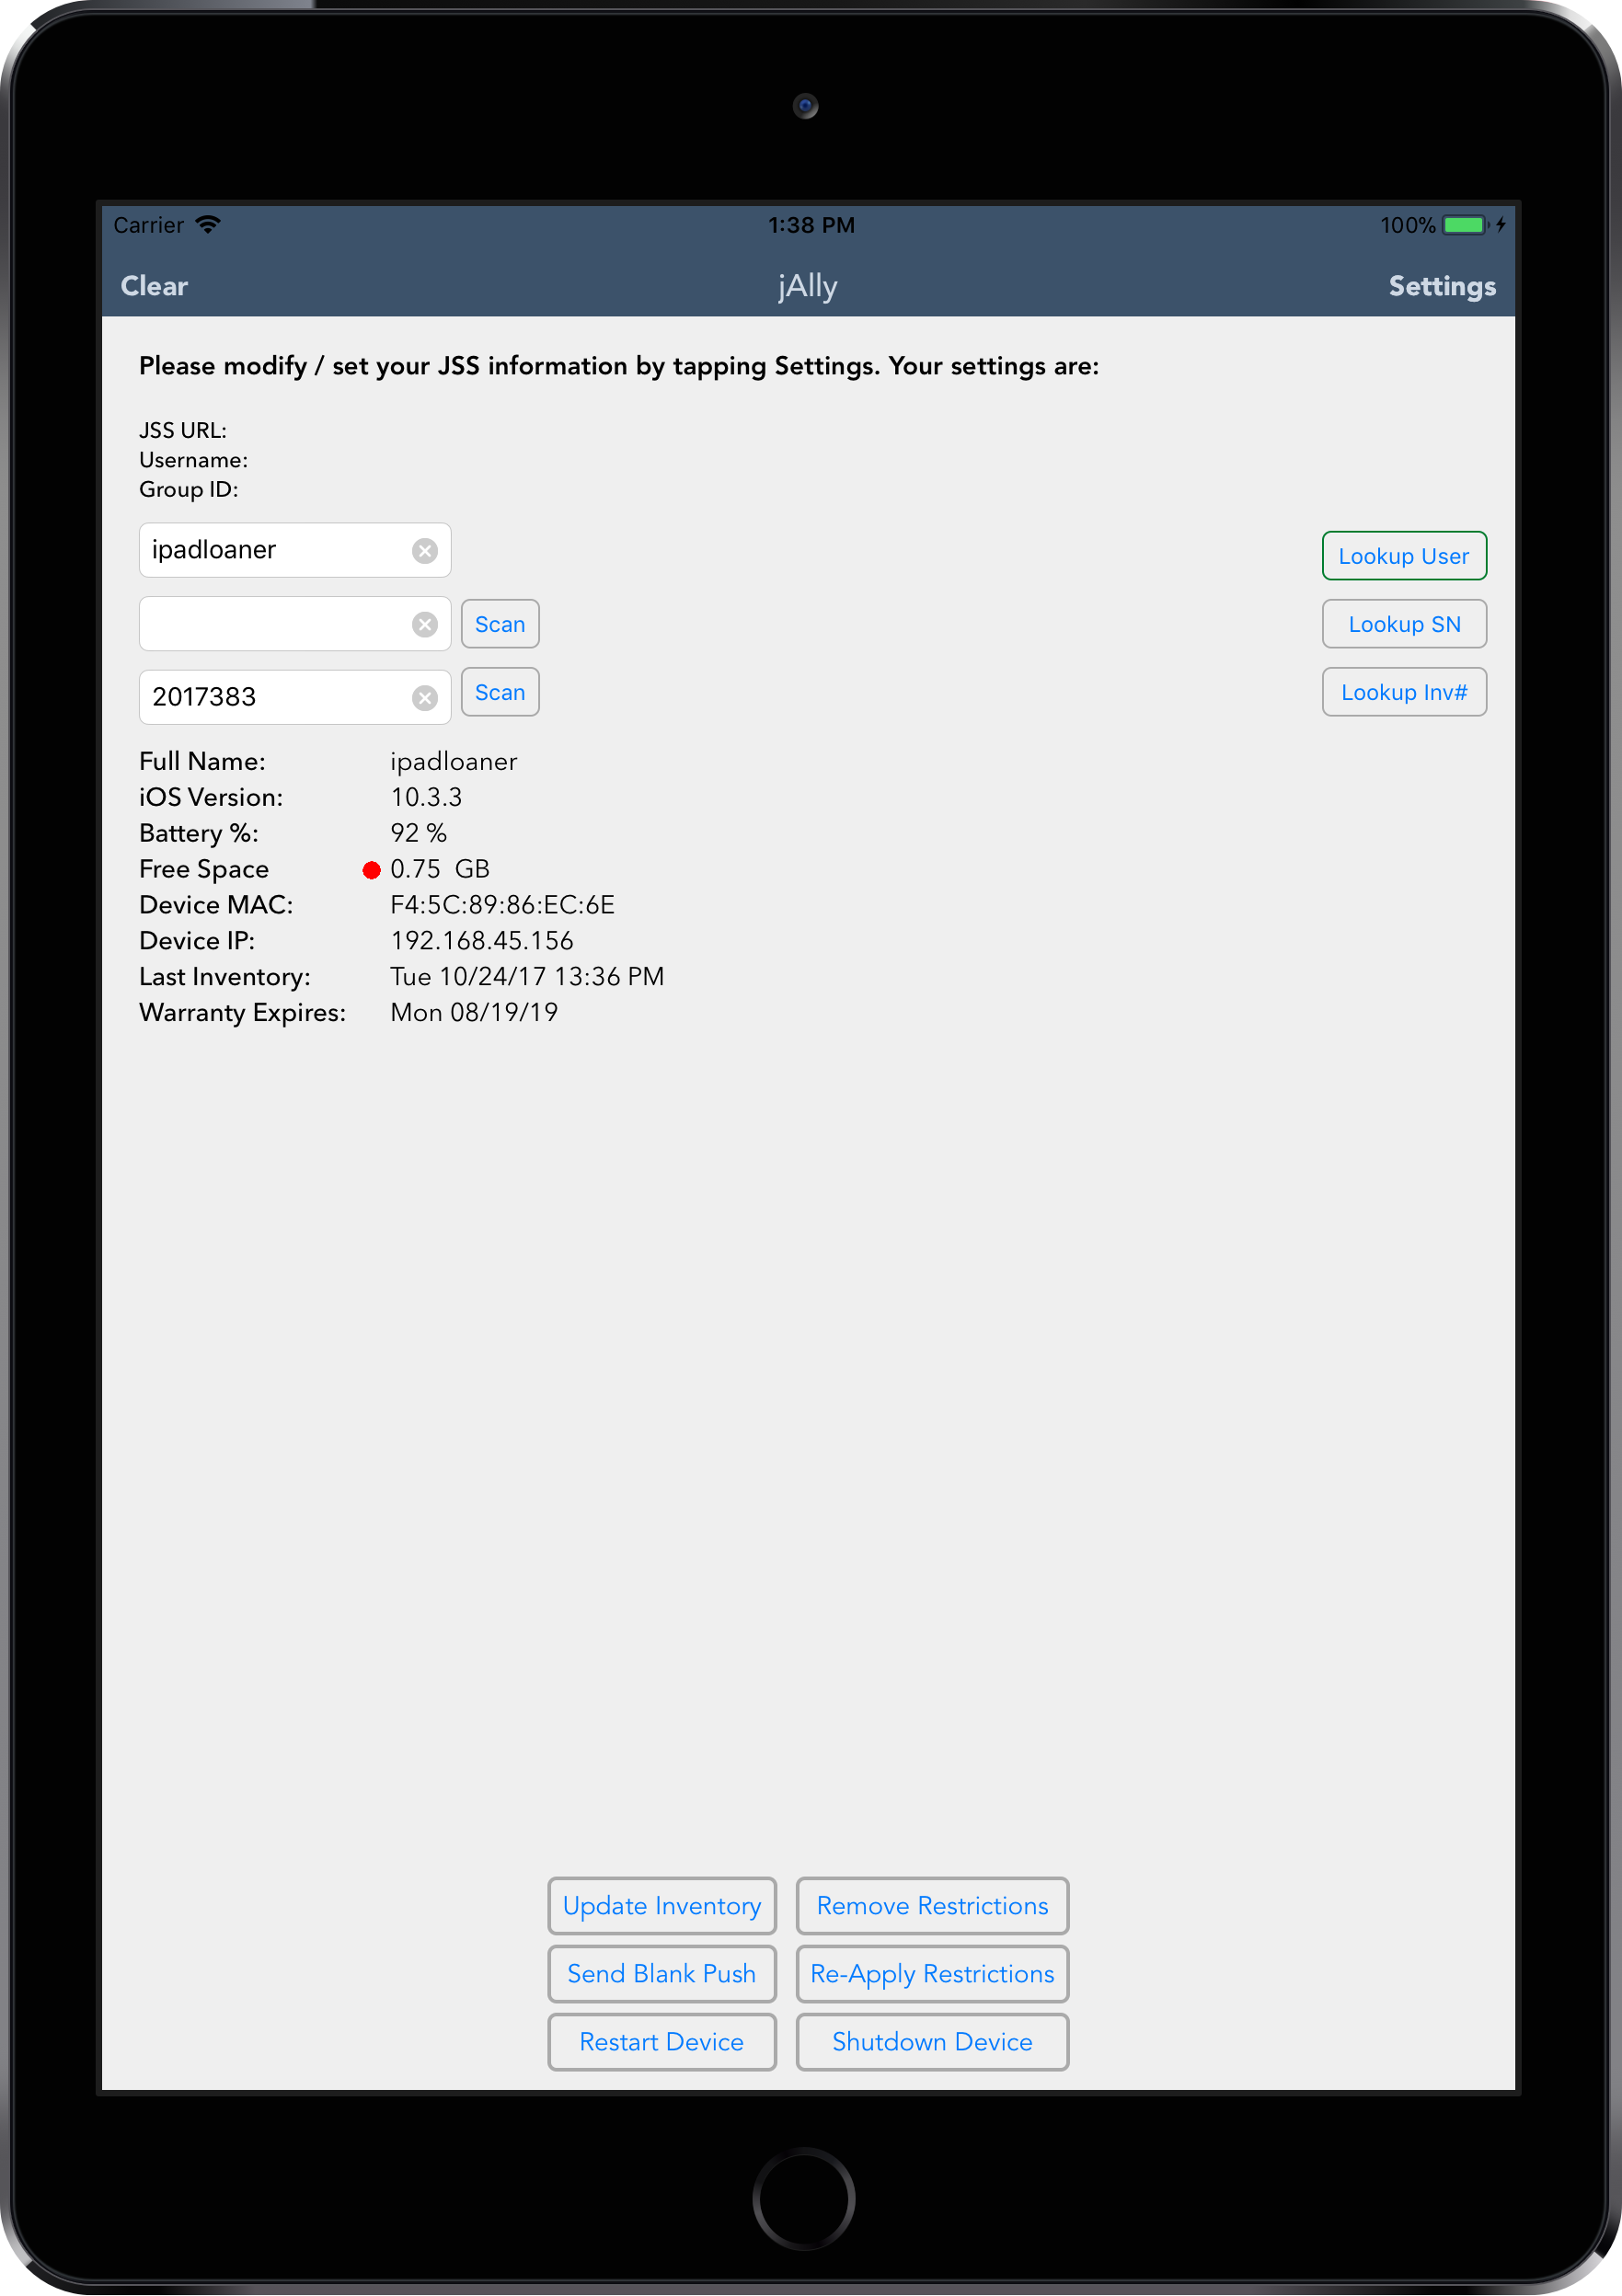 Carrier 1:38 PM 100%
Clear jAlly Settings
Please modify / set your JSS information by tapping Settings. Your settings are:
JSS URL:
Username:
Group ID:
ipadloaner Lookup User
Scan Lookup SN
2017383 Scan Lookup Inv#
Full Name: ipadloaner
iOS Version: 10.3.3
Battery %: 92 %
Free Space 0.75 GB
Device MAC: F4:5C:89:86:EC:6E
Device IP: 192.168.45.156
Last Inventory: Tue 10/24/17 13:36 PM
Warranty Expires: Mon 08/19/19
Update Inventory Remove Restrictions
Send Blank Push Re-Apply Restrictions
Restart Device Shutdown Device